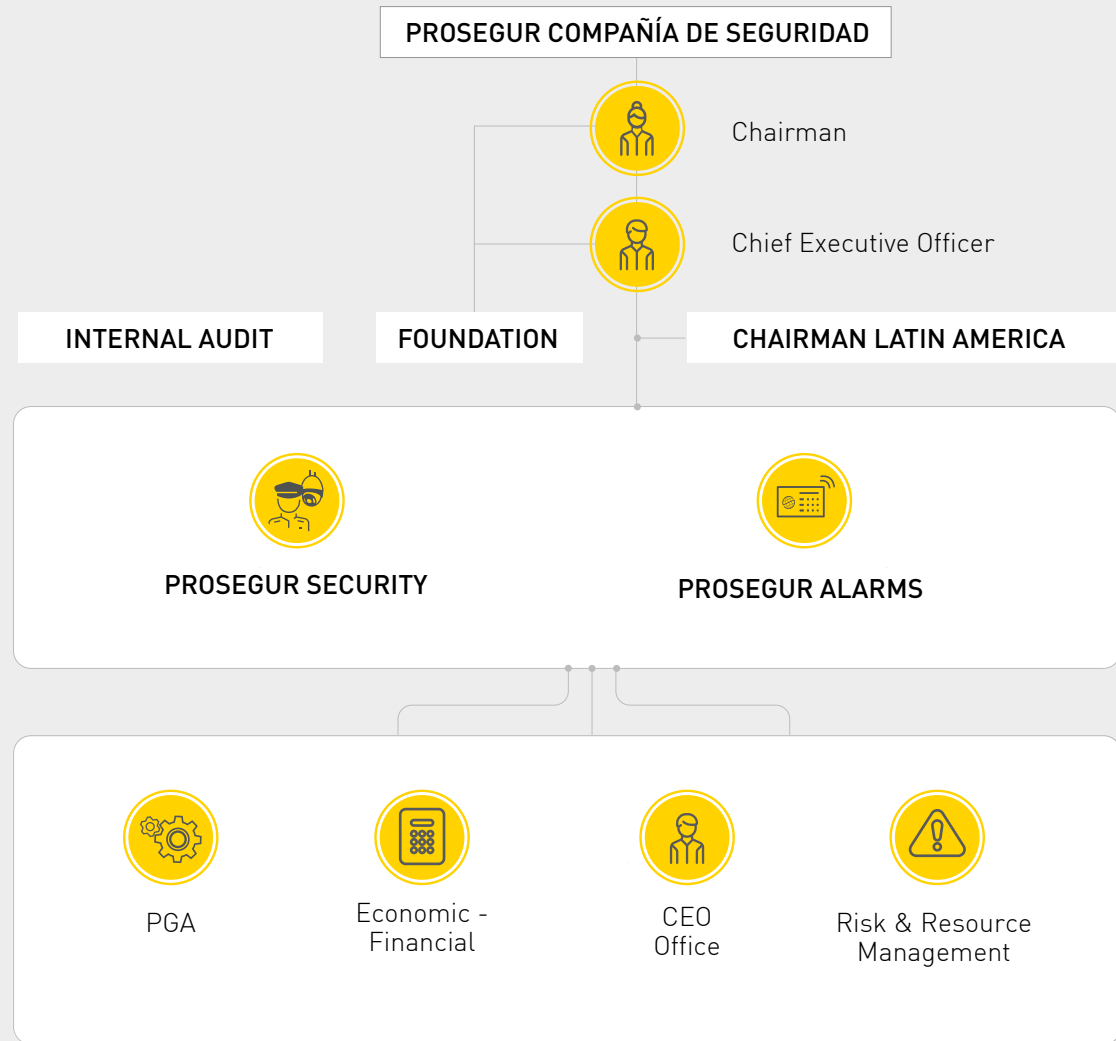 PROSEGUR COMPAÑÍA DE SEGURIDAD
Chairman
Chief Executive Officer
INTERNAL AUDIT
FOUNDATION
CHAIRMAN LATIN AMERICA
PROSEGUR SECURITY
PROSEGUR ALARMS
PGA
Economic -
Financial
CEO
Office
Risk & Resource
Management